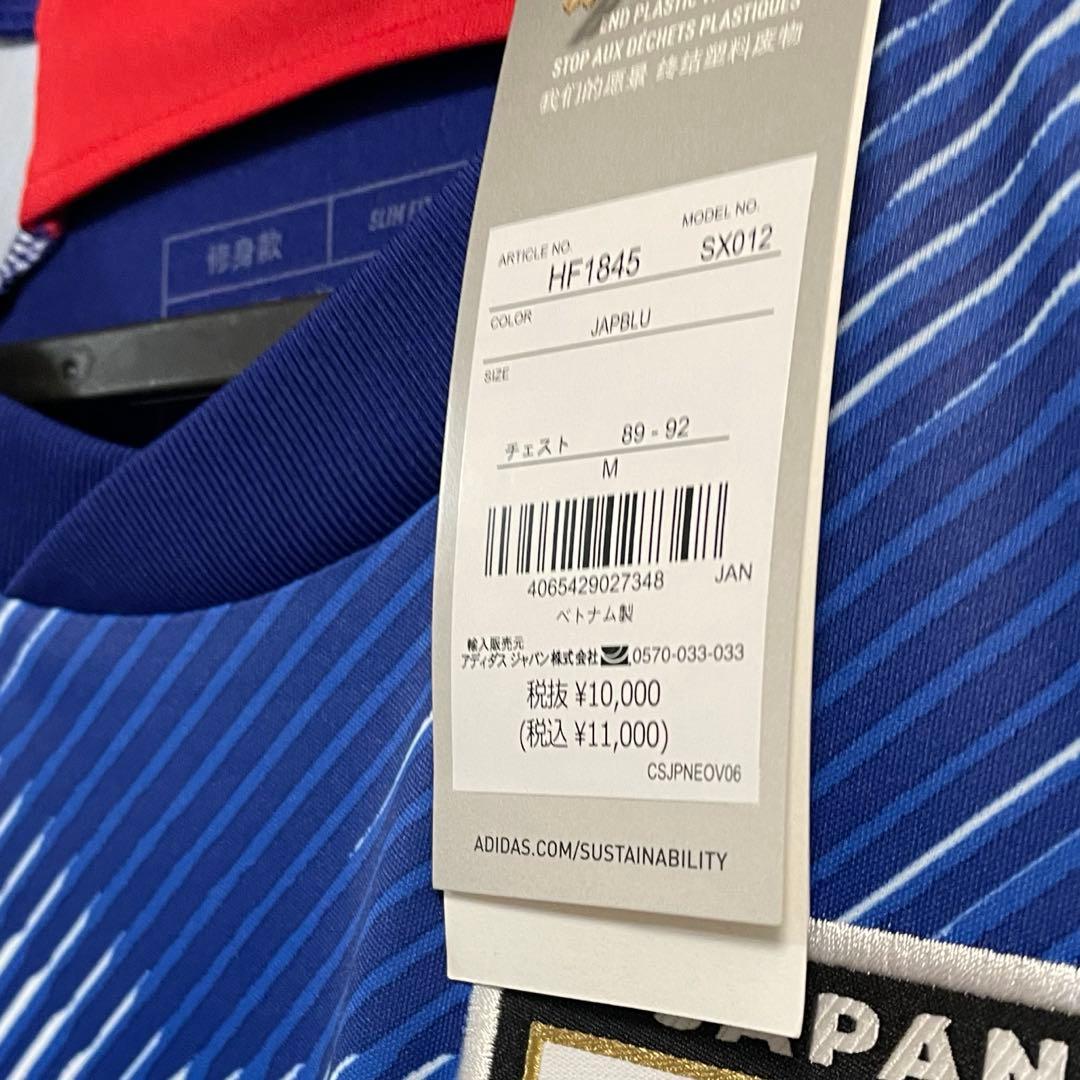 END PLASTIC
STOP AUX DÉCHETS PLASTIQUES
我们的愿景 终结塑料废物
修身款
SLIM FIT
ARTICLE NO.
MODEL NO.
HF1845
SX012
COLOR
JAPBLU
SIZE
チェスト 89 - 92
M
4065429027348 JAN
ベトナム製
輸入販売元
アディダス ジャパン株式会社 0570-033-033
税抜 ¥10,000
(税込 ¥11,000)
CSJPNEOV06
ADIDAS.COM/SUSTAINABILITY
JAPAN